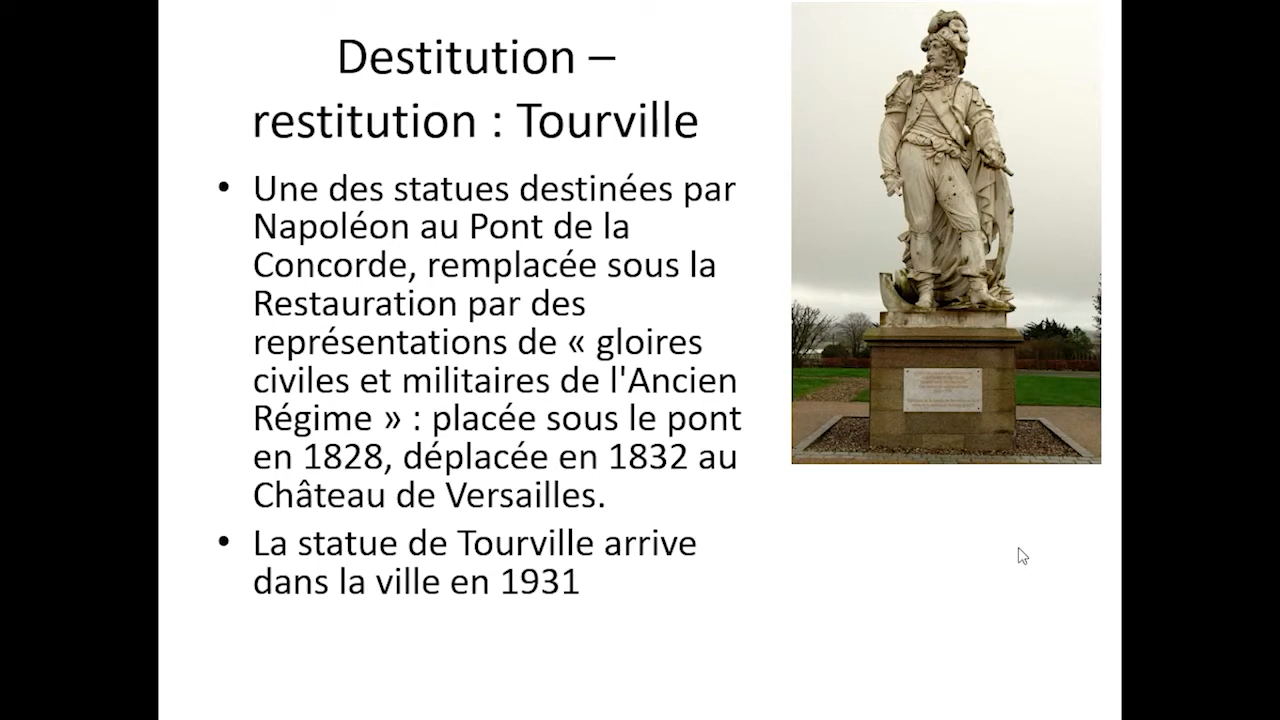 Destitution –
restitution : Tourville
• Une des statues destinées par
Napoléon au Pont de la
Concorde, remplacée sous la
Restauration par des
représentations de « gloires
civiles et militaires de l'Ancien
Régime » : placée sous le pont
en 1828, déplacée en 1832 au
Château de Versailles.
• La statue de Tourville arrive
dans la ville en 1931